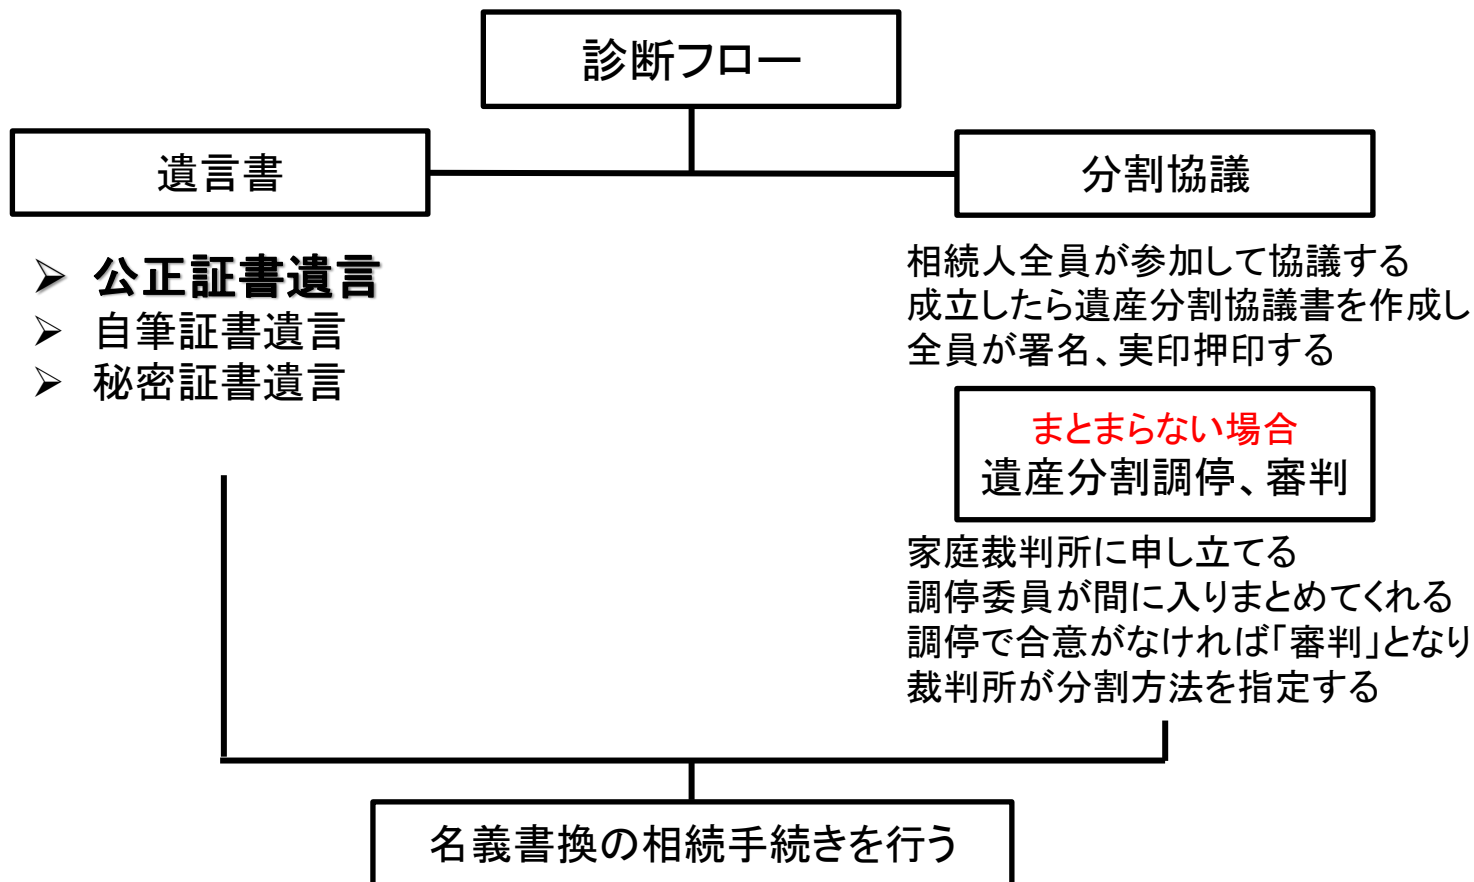 診断フロー
遺言書
➢ 公正証書遺言
➢ 自筆証書遺言
➢ 秘密証書遺言
分割協議
相続人全員が参加して協議する
成立したら遺産分割協議書を作成し
全員が署名、実印押印する
まとまらない場合
遺産分割調停、審判
家庭裁判所に申し立てる
調停委員が間に入りまとめてくれる
調停で合意がなければ「審判」となり
裁判所が分割方法を指定する
名義書換の相続手続きを行う